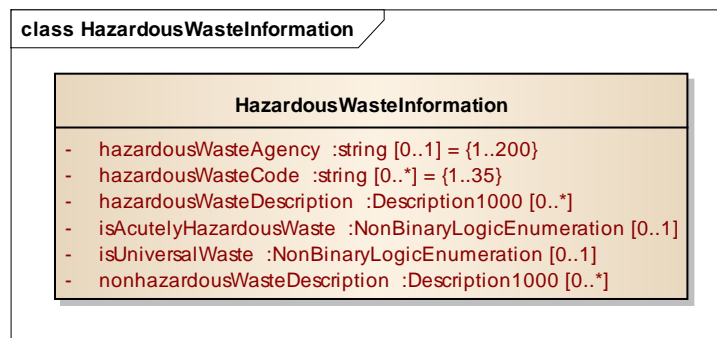 class HazardousWasteInformation
HazardousWasteInformation
- hazardousWasteAgency :string [0..1] = {1..200}
- hazardousWasteCode :string [0..*] = {1..35}
- hazardousWasteDescription :Description1000 [0..*]
- isAcutelyHazardousWaste :NonBinaryLogicEnumeration [0..1]
- isUniversalWaste :NonBinaryLogicEnumeration [0..1]
- nonhazardousWasteDescription :Description1000 [0..*]